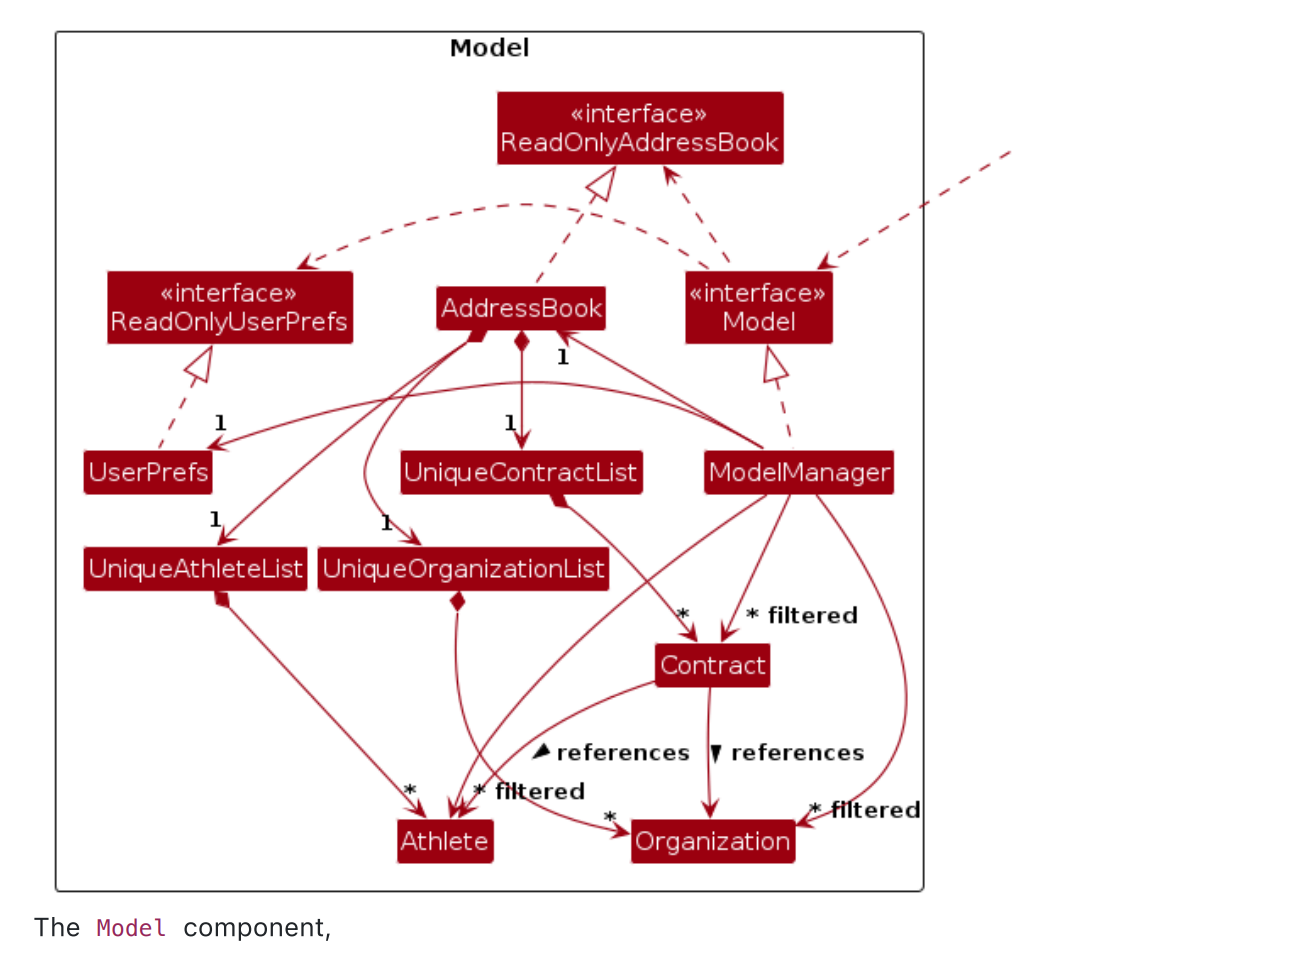 Model
«interface»
ReadOnlyAddressBook
«interface»
ReadOnlyUserPrefs
AddressBook
«interface»
Model
1
1
1
UserPrefs
UniqueContractList
ModelManager
1
1
UniqueAthleteList
UniqueOrganizationList
*
* filtered
Contract
references
references
*
* filtered
*
* filtered
Athlete
Organization
The Model component,